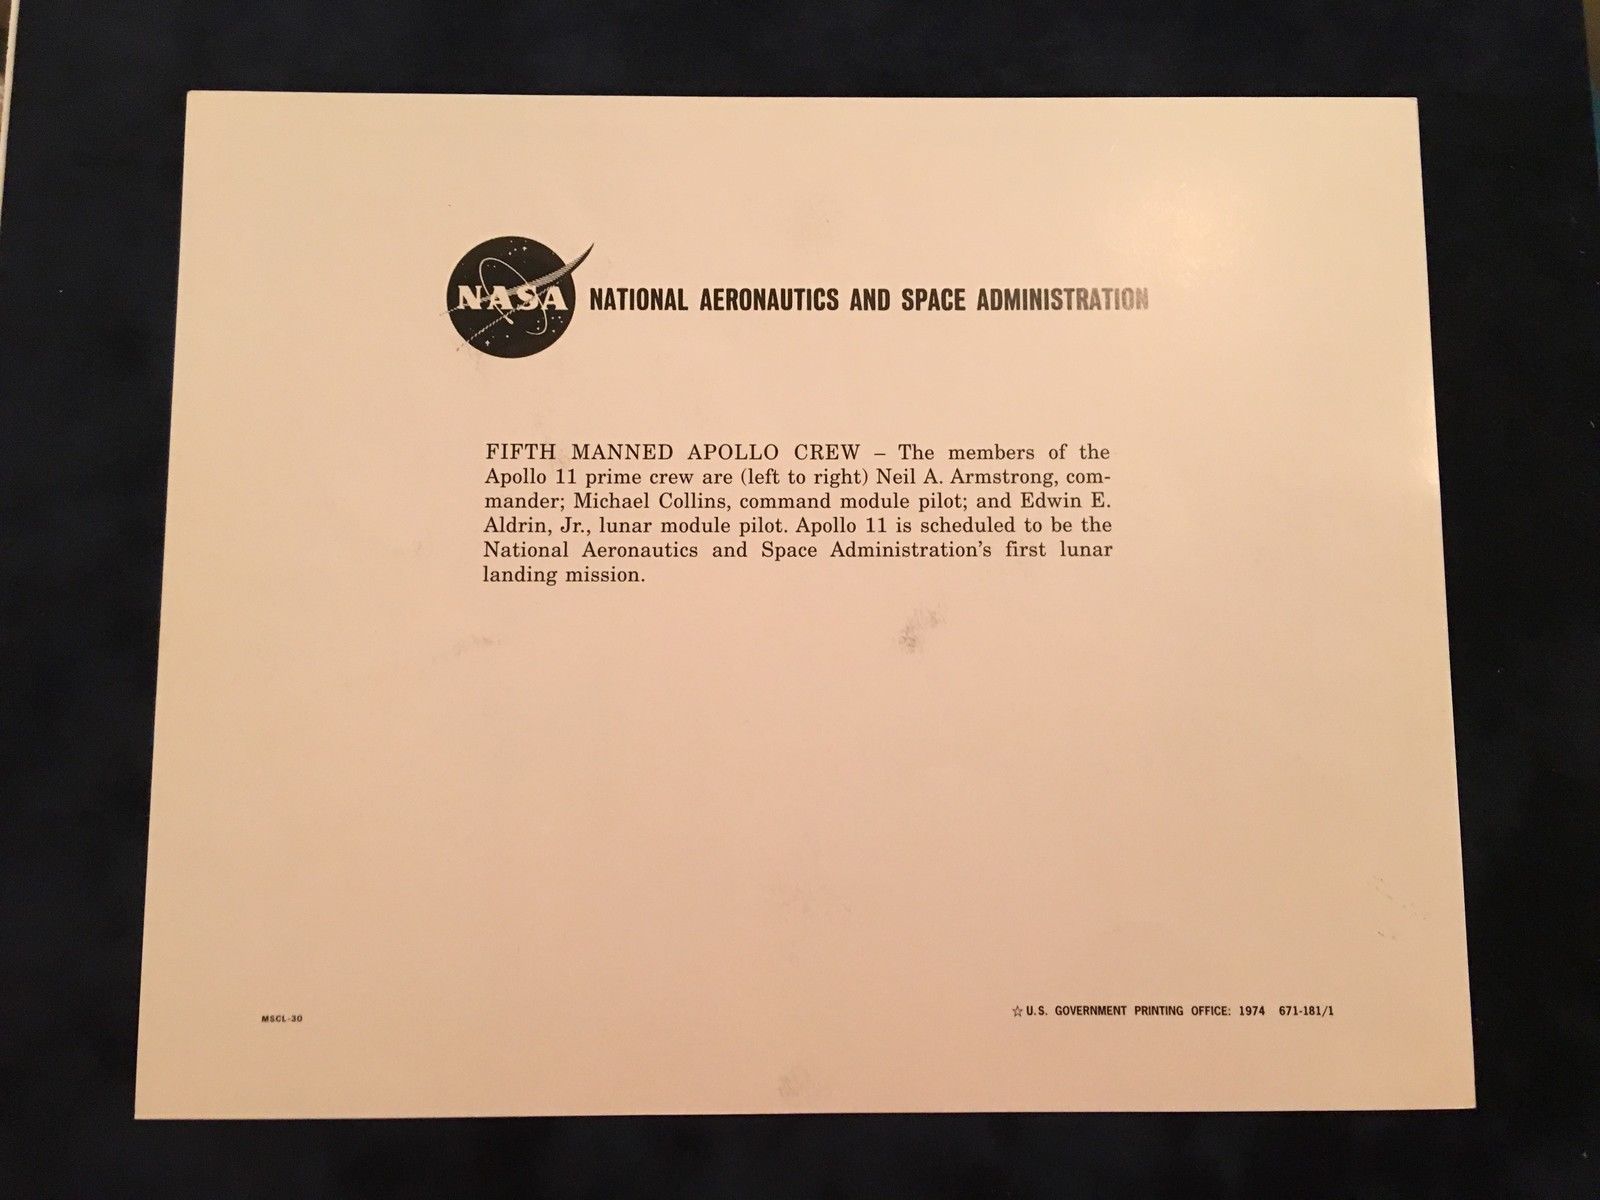 NASA NATIONAL AERONAUTICS AND SPACE ADMINISTRATION
FIFTH MANNED APOLLO CREW – The members of the
Apollo 11 prime crew are (left to right) Neil A. Armstrong, com-
mander; Michael Collins, command module pilot; and Edwin E.
Aldrin, Jr., lunar module pilot. Apollo 11 is scheduled to be the
National Aeronautics and Space Administration's first lunar
landing mission.
MSCL-30
☆ U.S. GOVERNMENT PRINTING OFFICE: 1974 671-181/1